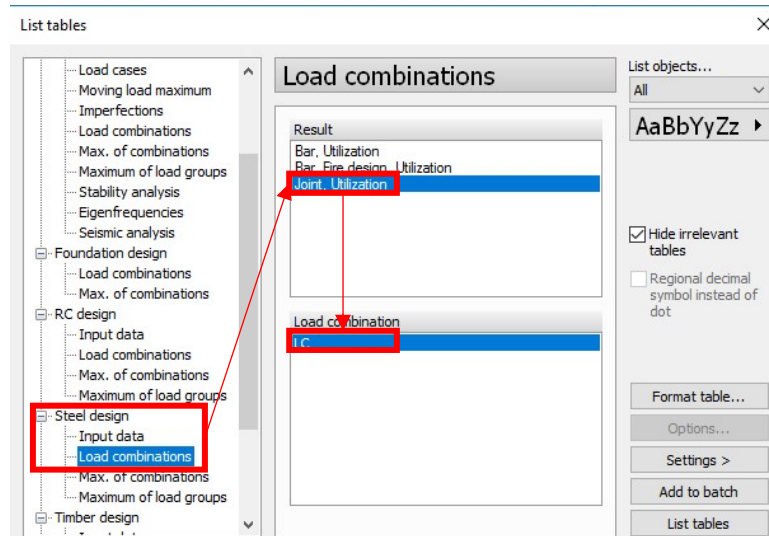 List tables
Load cases
Moving load maximum
Imperfections
Load combinations
Max. of combinations
Maximum of load groups
Stability analysis
Eigenfrequencies
Seismic analysis
Foundation design
Load combinations
Max. of combinations
RC design
Input data
Load combinations
Max. of combinations
Maximum of load groups
Steel design
Input data
Load combinations
Max. of combinations
Maximum of load groups
Timber design
Load combinations
Result
Bar, Utilization
Bar, Fire design, Utilization
Joint, Utilization
Load combination
LC
List objects...
All
AaBbYyZz
Hide irrelevant
tables
Regional decimal
symbol instead of
dot
Format table...
Options...
Settings >
Add to batch
List tables